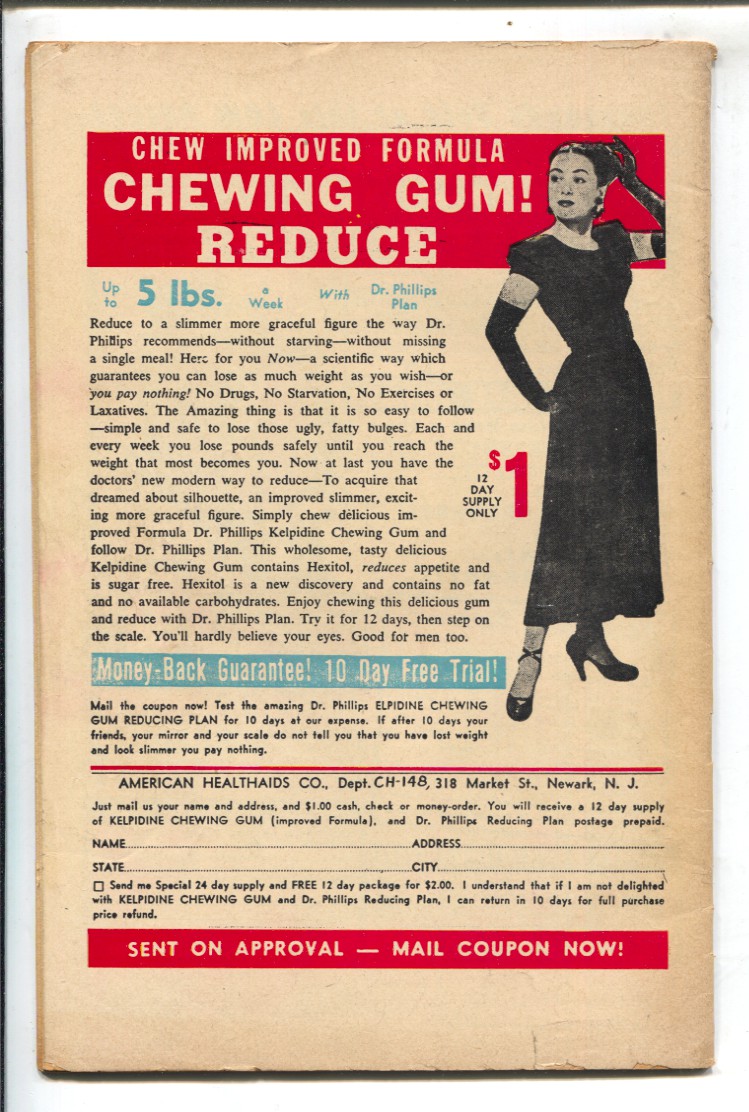 CHEW IMPROVED FORMULA
CHEWING GUM!
REDUCE
Up to 5 lbs. a Week With Dr. Phillips Plan
Reduce to a slimmer more graceful figure the way Dr.
Phillips recommends—without starving—without missing
a single meal! Here for you Now—a scientific way which
guarantees you can lose as much weight as you wish—or
you pay nothing! No Drugs, No Starvation, No Exercises or
Laxatives. The Amazing thing is that it is so easy to follow
—simple and safe to lose those ugly, fatty bulges. Each and
every week you lose pounds safely until you reach the
weight that most becomes you. Now at last you have the
doctors' new modern way to reduce—To acquire that
dreamed about silhouette, an improved slimmer, excit-
ing more graceful figure. Simply chew delicious im-
proved Formula Dr. Phillips Kelpidine Chewing Gum and
follow Dr. Phillips Plan. This wholesome, tasty delicious
Kelpidine Chewing Gum contains Hexitol, reduces appetite and
is sugar free. Hexitol is a new discovery and contains no fat
and no available carbohydrates. Enjoy chewing this delicious gum
and reduce with Dr. Phillips Plan. Try it for 12 days, then step on
the scale. You'll hardly believe your eyes. Good for men too.
$1
12
DAY
SUPPLY
ONLY
Money-Back Guarantee! 10 Day Free Trial!
Mail the coupon now! Test the amazing Dr. Phillips ELPIDINE CHEWING
GUM REDUCING PLAN for 10 days at our expense. If after 10 days your
friends, your mirror and your scale do not tell you that you have lost weight
and look slimmer you pay nothing.
AMERICAN HEALTHAIDS CO., Dept. CH-148, 318 Market St., Newark, N. J.
Just mail us your name and address, and $1.00 cash, check or money-order. You will receive a 12 day supply
of KELPIDINE CHEWING GUM (improved Formula), and Dr. Phillips Reducing Plan postage prepaid.
NAME ADDRESS
STATE CITY
☐ Send me Special 24 day supply and FREE 12 day package for $2.00. I understand that if I am not delighted
with KELPIDINE CHEWING GUM and Dr. Phillips Reducing Plan, I can return in 10 days for full purchase
price refund.
SENT ON APPROVAL — MAIL COUPON NOW!